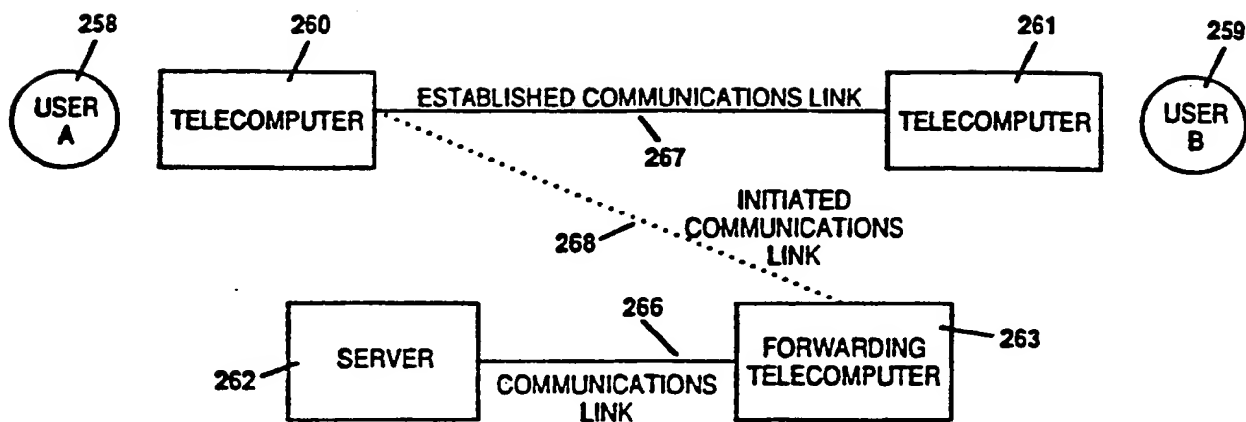 258
260
261
259
USER
A
TELECOMPUTER
ESTABLISHED COMMUNICATIONS LINK
267
TELECOMPUTER
USER
B
INITIATED
COMMUNICATIONS
LINK
268
266
263
262
SERVER
COMMUNICATIONS
LINK
FORWARDING
TELECOMPUTER